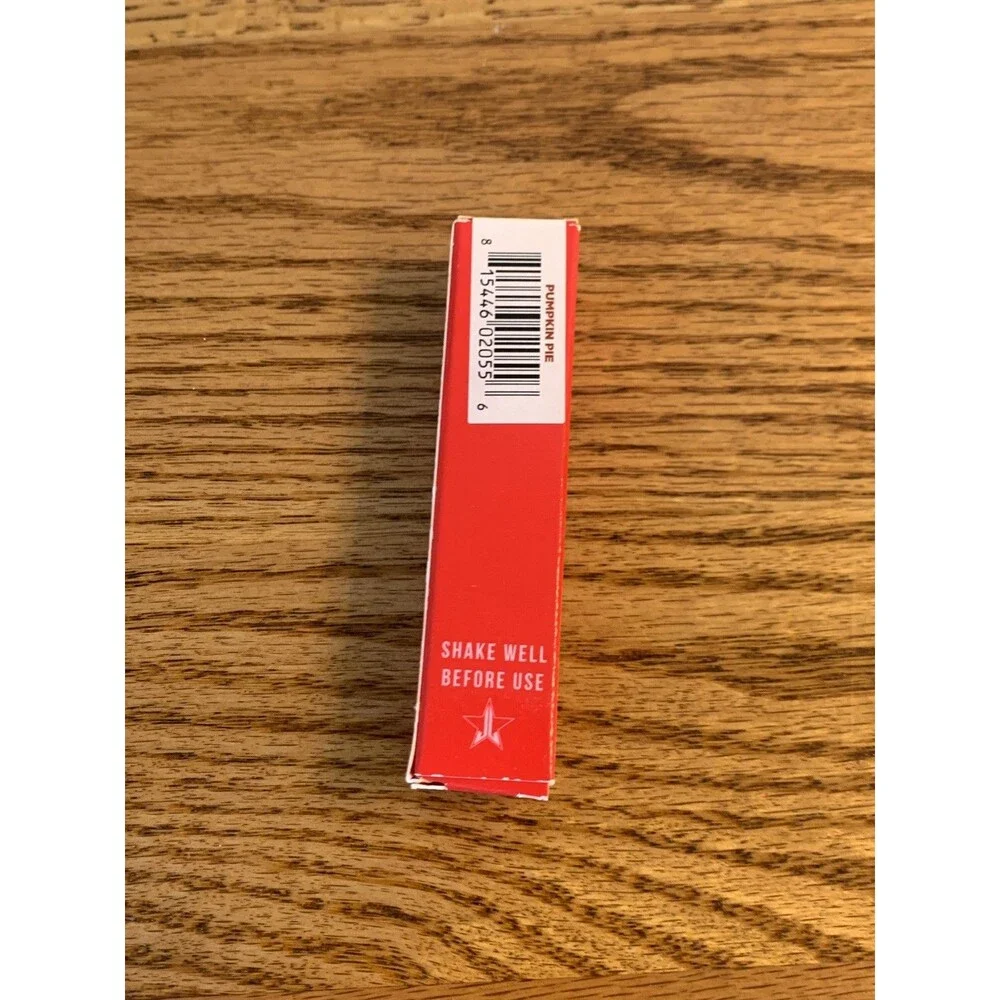 PUMPKIN PIE
8 15446 02055 6
SHAKE WELL
BEFORE USE